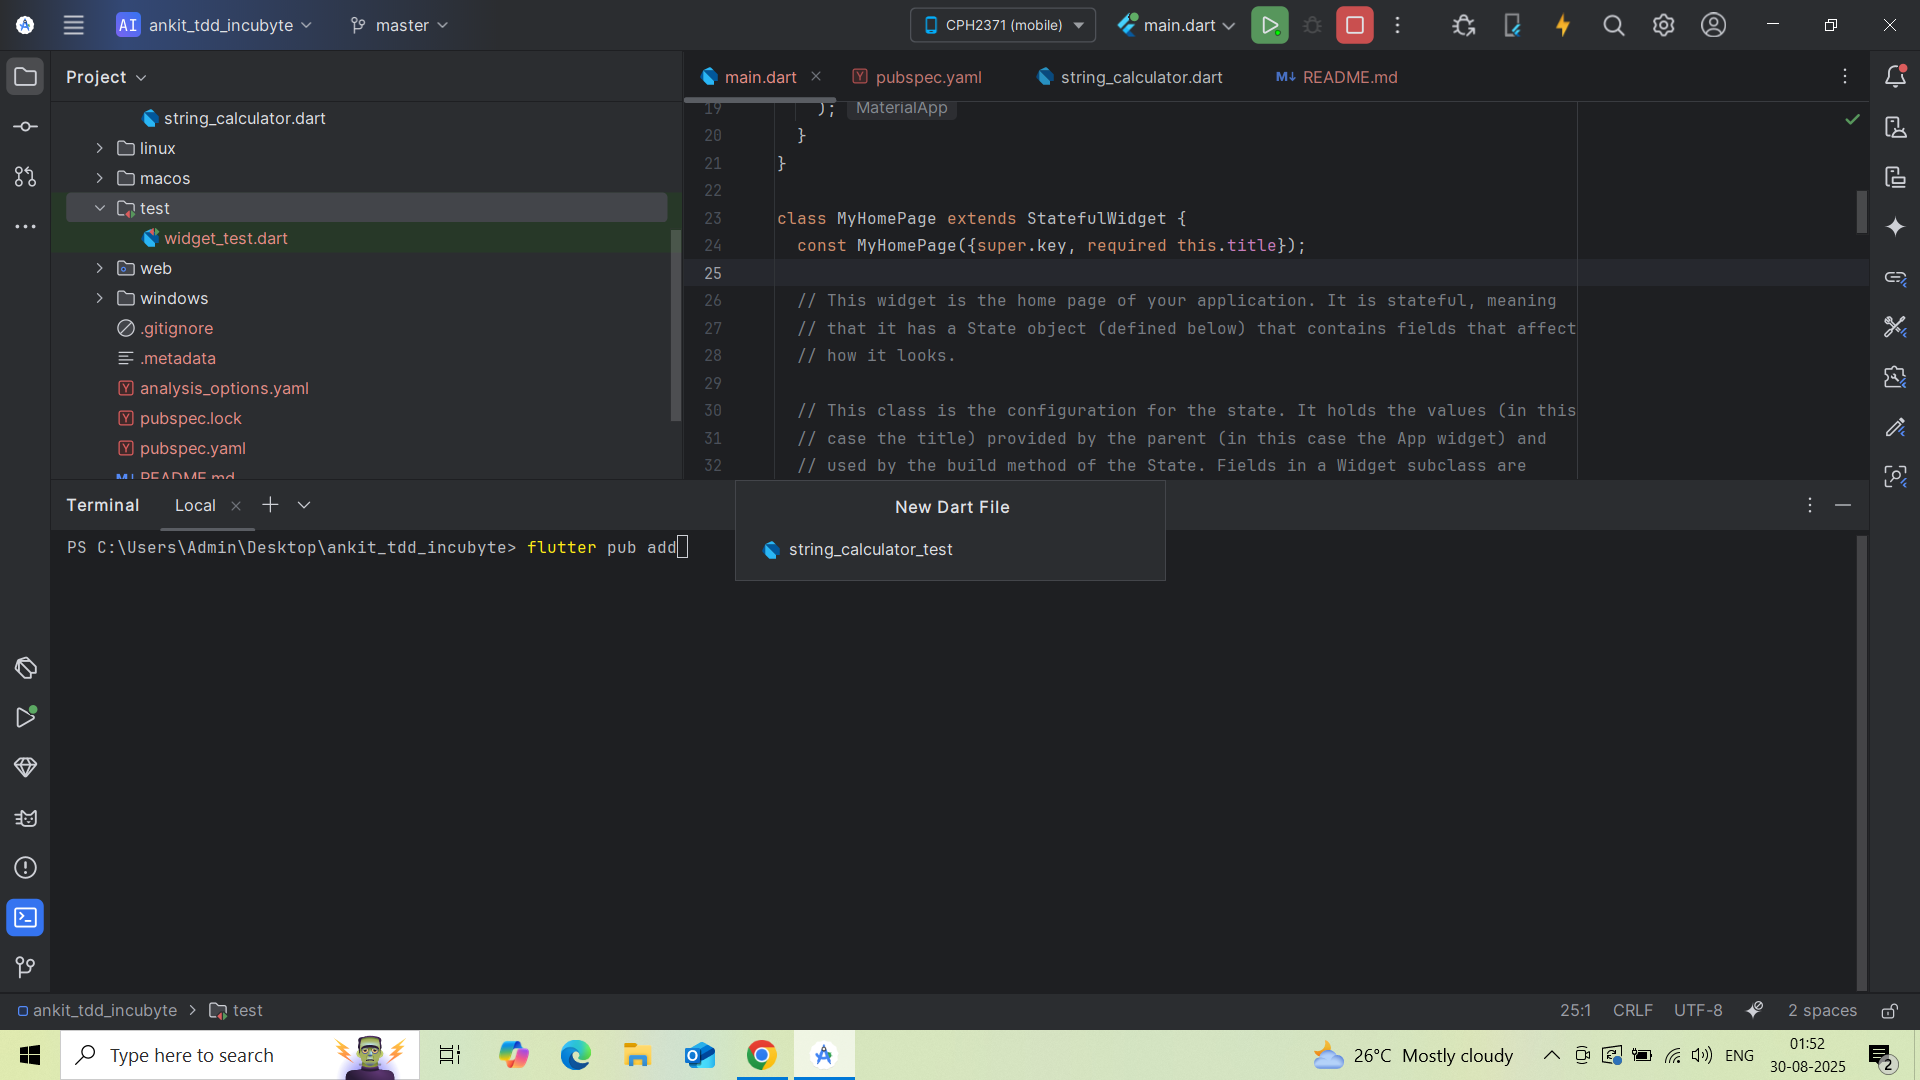 AI ankit_tdd_incubyte
master
CPH2371 (mobile)
main.dart
Project
main.dart
pubspec.yaml
string_calculator.dart
README.md
string_calculator.dart
linux
macos
test
widget_test.dart
web
windows
.gitignore
.metadata
analysis_options.yaml
pubspec.lock
pubspec.yaml
README.md
19 ); MaterialApp
20 }
21 }
22
23 class MyHomePage extends StatefulWidget {
24 const MyHomePage({super.key, required this.title});
25
26 // This widget is the home page of your application. It is stateful, meaning
27 // that it has a State object (defined below) that contains fields that affect
28 // how it looks.
29
30 // This class is the configuration for the state. It holds the values (in this
31 // case the title) provided by the parent (in this case the App widget) and
32 // used by the build method of the State. Fields in a Widget subclass are
Terminal
Local
New Dart File
string_calculator_test
PS C:\Users\Admin\Desktop\ankit_tdd_incubyte> flutter pub add
ankit_tdd_incubyte > test
25:1
CRLF
UTF-8
2 spaces
Type here to search
26°C Mostly cloudy
ENG
01:52
30-08-2025
2